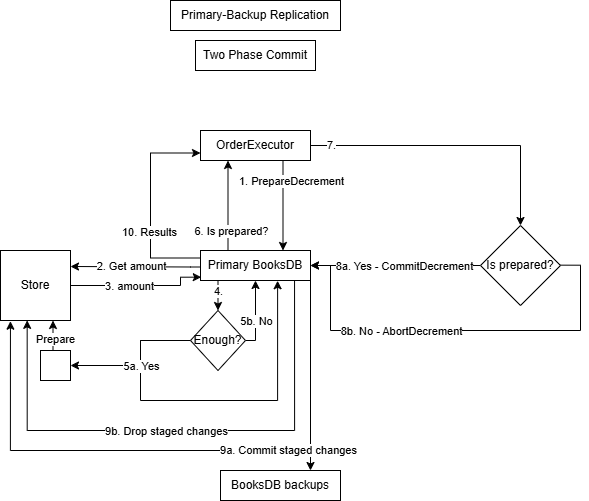 Primary-Backup Replication
Two Phase Commit
OrderExecutor
7.
1. PrepareDecrement
10. Results
6. Is prepared?
2. Get amount
Primary BooksDB
8a. Yes - CommitDecrement
Is prepared?
Store
3. amount
4.
5b. No
8b. No - AbortDecrement
Prepare
Enough?
5a. Yes
9b. Drop staged changes
9a. Commit staged changes
BooksDB backups